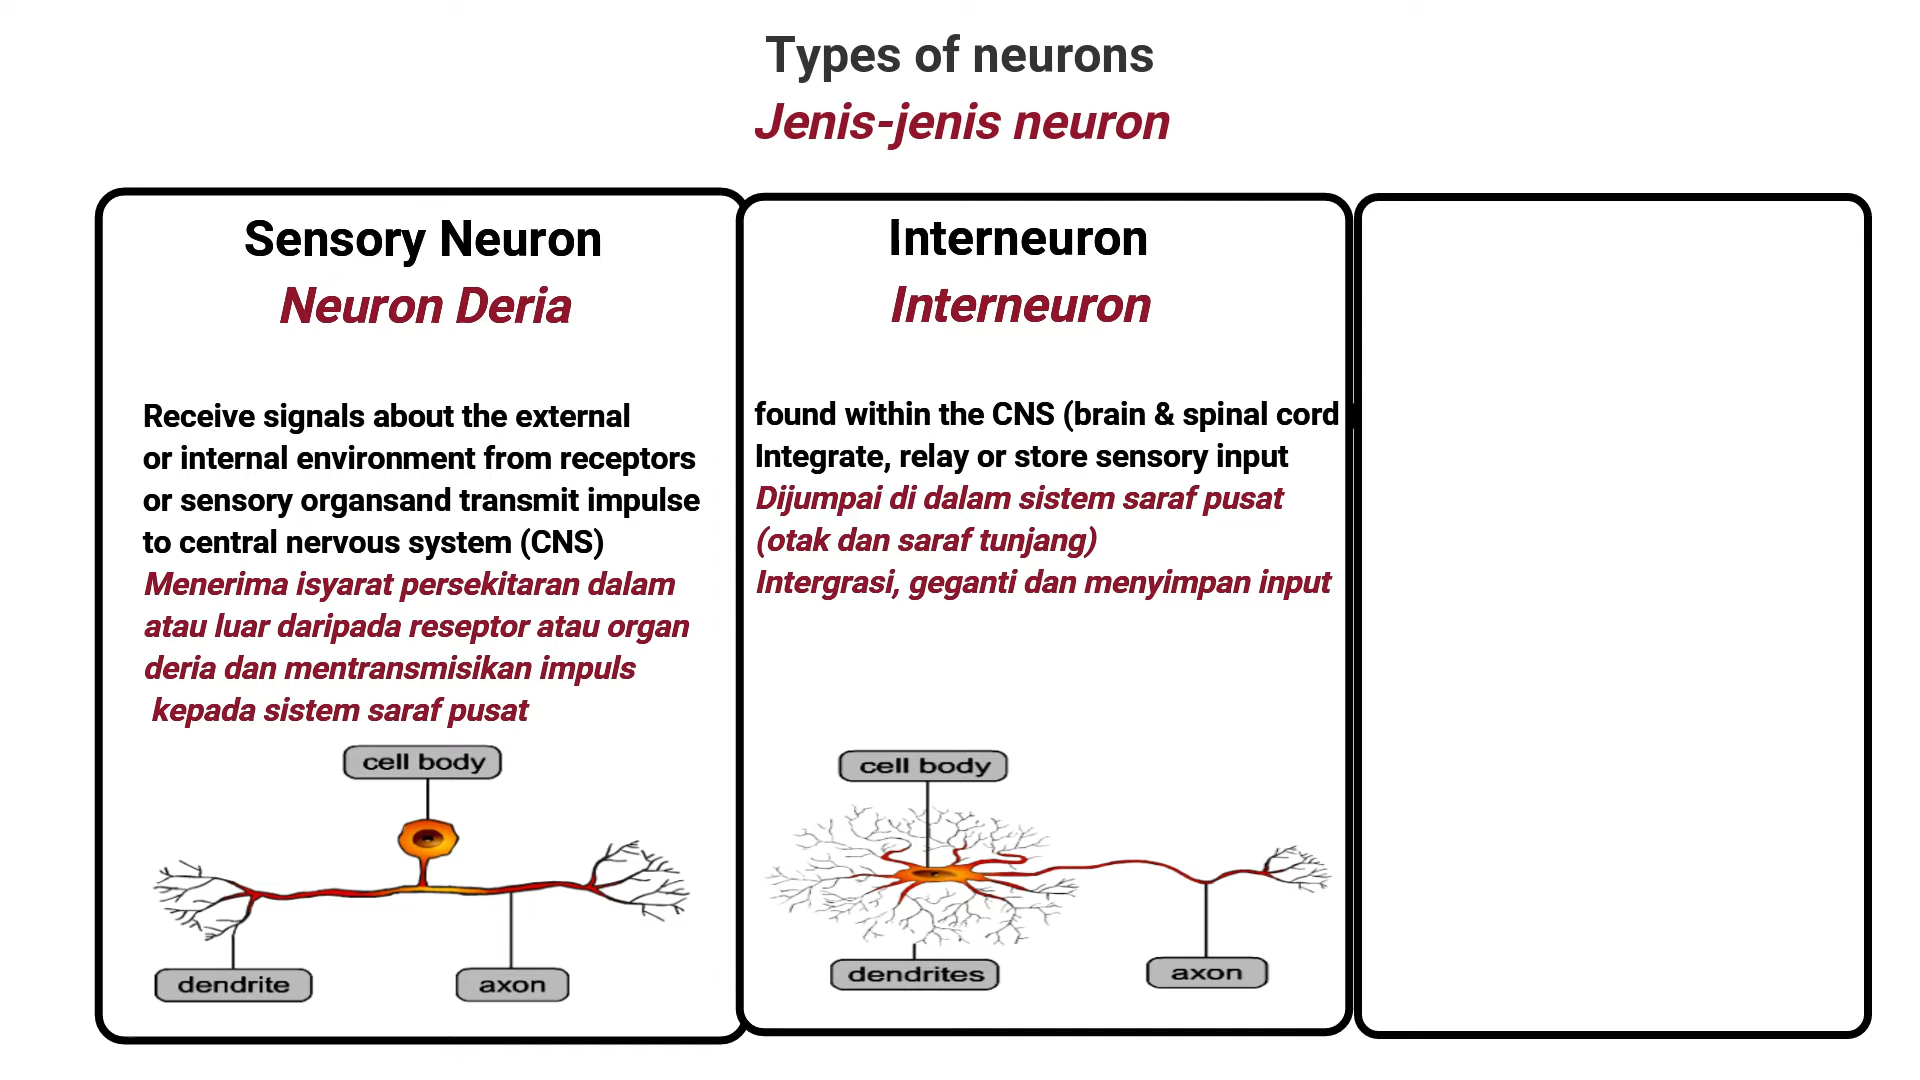 Types of neurons
Jenis-jenis neuron
Sensory Neuron
Neuron Deria
Receive signals about the external
or internal environment from receptors
or sensory organsand transmit impulse
to central nervous system (CNS)
Menerima isyarat persekitaran dalam
atau luar daripada reseptor atau organ
deria dan mentransmisikan impuls
kepada sistem saraf pusat
cell body
dendrite
axon
Interneuron
Interneuron
found within the CNS (brain & spinal cord
Integrate, relay or store sensory input
Dijumpai di dalam sistem saraf pusat
(otak dan saraf tunjang)
Intergrasi, geganti dan menyimpan input
cell body
dendrites
axon